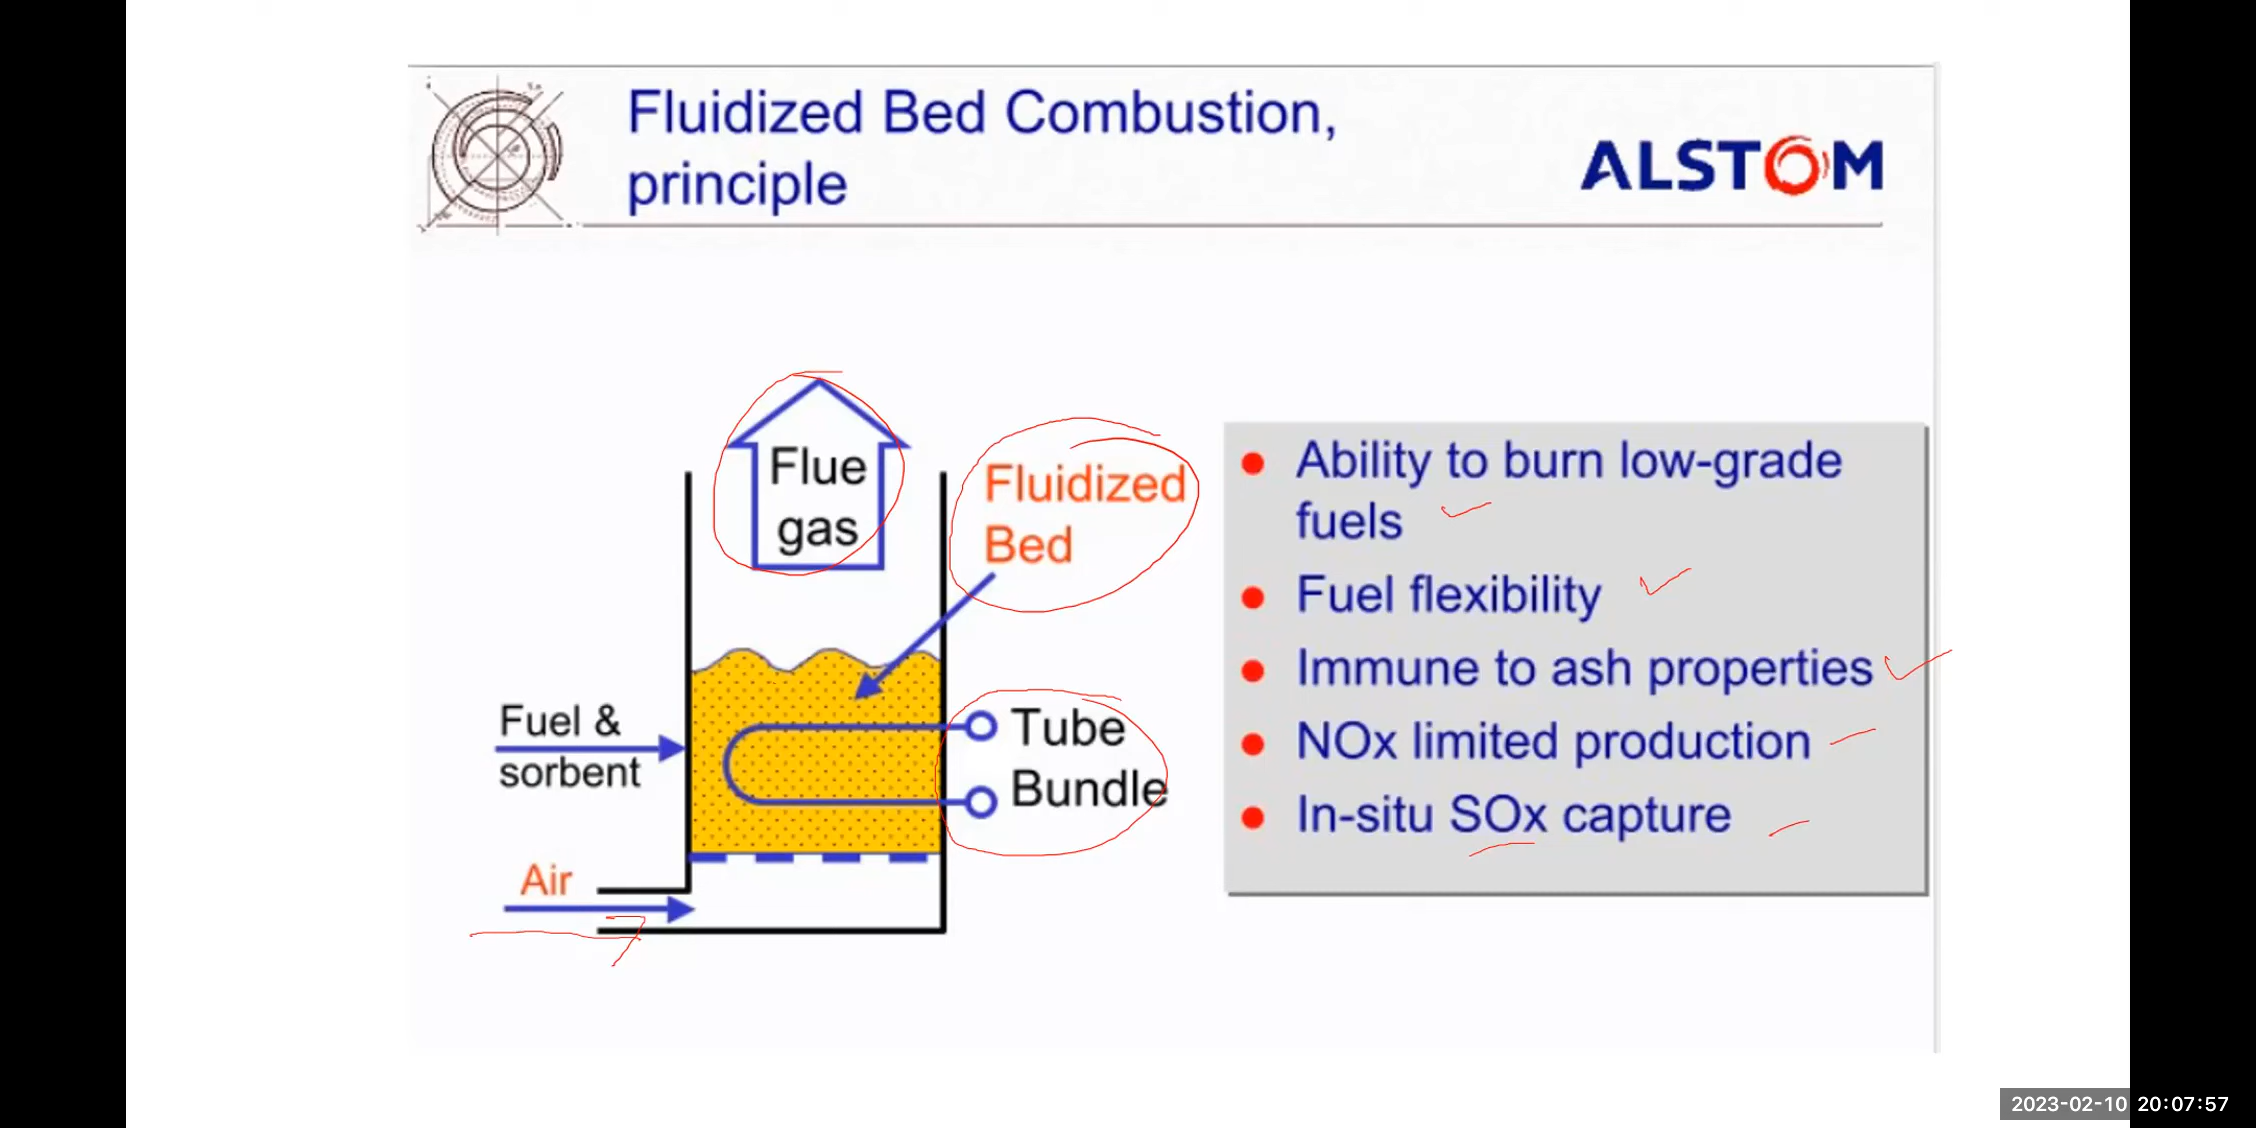 Fluidized Bed Combustion,
principle
ALSTOM
Flue
gas
Fluidized
Bed
Fuel &
sorbent
Tube
Bundle
Air
Ability to burn low-grade
fuels
Fuel flexibility
Immune to ash properties
NOx limited production
In-situ SOx capture
2023-02-10 20:07:57